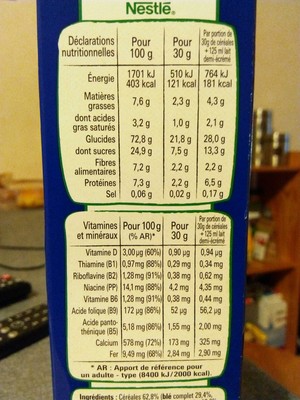 Nestlé®
Déclarations nutritionnelles Pour 100 g Pour 30 g Par portion de 30g de céréales + 125 ml lait demi-écrémé
Énergie 1701 kJ 403 kcal 510 kJ 121 kcal 764 kJ 181 kcal
Matières grasses 7,6 g 2,3 g 4,3 g
dont acides gras saturés 3,2 g 1,0 g 2,1 g
Glucides 72,8 g 21,8 g 28,0 g
dont sucres 24,9 g 7,5 g 13,3 g
Fibres alimentaires 7,2 g 2,2 g 2,2 g
Protéines 7,3 g 2,2 g 6,5 g
Sel 0,06 g 0,02 g 0,17 g
Vitamines et minéraux Pour 100g (% AR)* Pour 30 g Par portion de 30g de céréales + 125 ml lait demi-écrémé
Vitamine D 3,00µg (60%) 0,90 µg 0,94 µg
Thiamine (B1) 0,97mg (88%) 0,29 mg 0,34 mg
Riboflavine (B2) 1,28 mg (91%) 0,38 mg 0,62 mg
Niacine (PP) 14,1 mg (88%) 4,2 mg 4,35 mg
Vitamine B6 1,28 mg (91%) 0,38 mg 0,44 mg
Acide folique (B9) 172 µg (86%) 52 µg 56,2 µg
Acide panto-thénique (B5) 5,18 mg (86%) 1,55 mg 2,00 mg
Calcium 578 mg (72%) 173 mg 325 mg
Fer 9,49 mg (68%) 2,84 mg 2,90 mg
* AR : Apport de référence pour
un adulte - type (8400 kJ/2000 kcal).
Ingrédients : Céréales 62,8% (blé complet 29,4%,